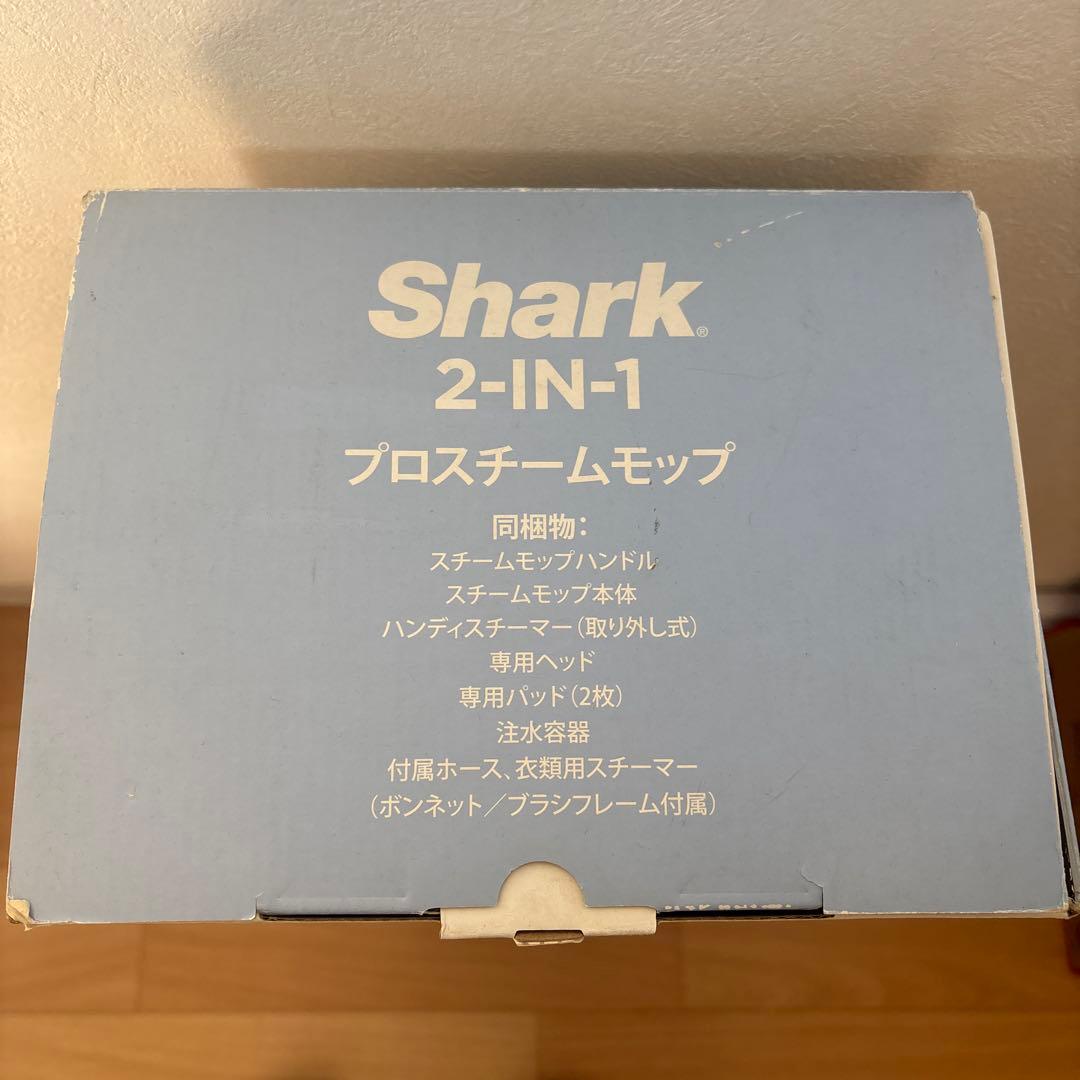 Shark®
2-IN-1
プロスチームモップ
同梱物：
スチームモップハンドル
スチームモップ本体
ハンディスチーマー（取り外し式）
専用ヘッド
専用パッド（2枚）
注水容器
付属ホース、衣類用スチーマー
（ボンネット／ブラシフレーム付属）